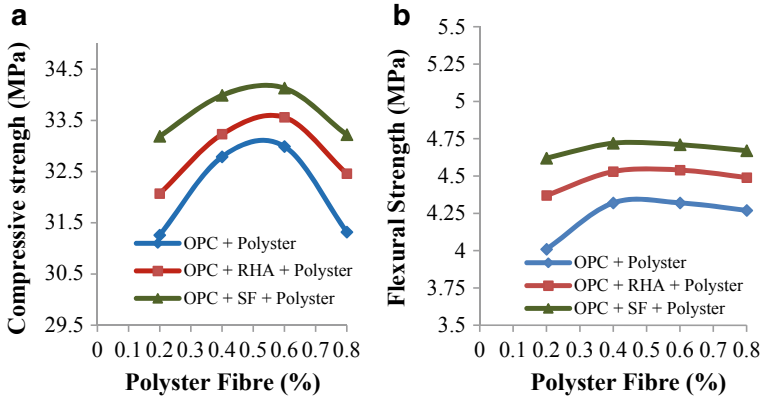 a
Compressive strengh (MPa)
34.5
33.5
32.5
31.5
30.5
29.5
OPC + Polyster
OPC + RHA + Polyster
OPC + SF + Polyster
0 0.1 0.2 0.3 0.4 0.5 0.6 0.7 0.8
Polyster Fibre (%)
b
Flexural Strength (MPa)
5.5
5.25
5
4.75
4.5
4.25
4
3.75
3.5
OPC + Polyster
OPC + RHA + Polyster
OPC + SF + Polyster
0 0.1 0.2 0.3 0.4 0.5 0.6 0.7 0.8
Polyster Fibre (%)